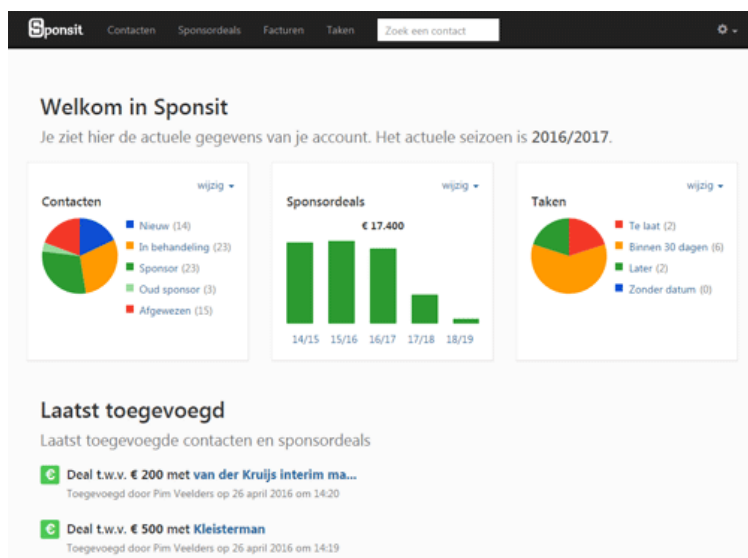 Sponsit Contacten Sponsordeals Facturen Taken Zoek een contact
Welkom in Sponsit
Je ziet hier de actuele gegevens van je account. Het actuele seizoen is 2016/2017.
wijzig
Contacten
Nieuw (14)
In behandeling (23)
Sponsor (23)
Oud sponsor (3)
Afgewezen (15)
wijzig
Sponsordeals
€ 17.400
14/15 15/16 16/17 17/18 18/19
wijzig
Taken
Te laat (2)
Binnen 30 dagen (6)
Later (2)
Zonder datum (0)
Laatst toegevoegd
Laatst toegevoegde contacten en sponsordeals
€ Deal t.w.v. € 200 met van der Kruijs interim ma...
Toegevoegd door Pim Veelders op 26 april 2016 om 14:20
€ Deal t.w.v. € 500 met Kleisterman
Toegevoegd door Pim Veelders op 26 april 2016 om 14:19